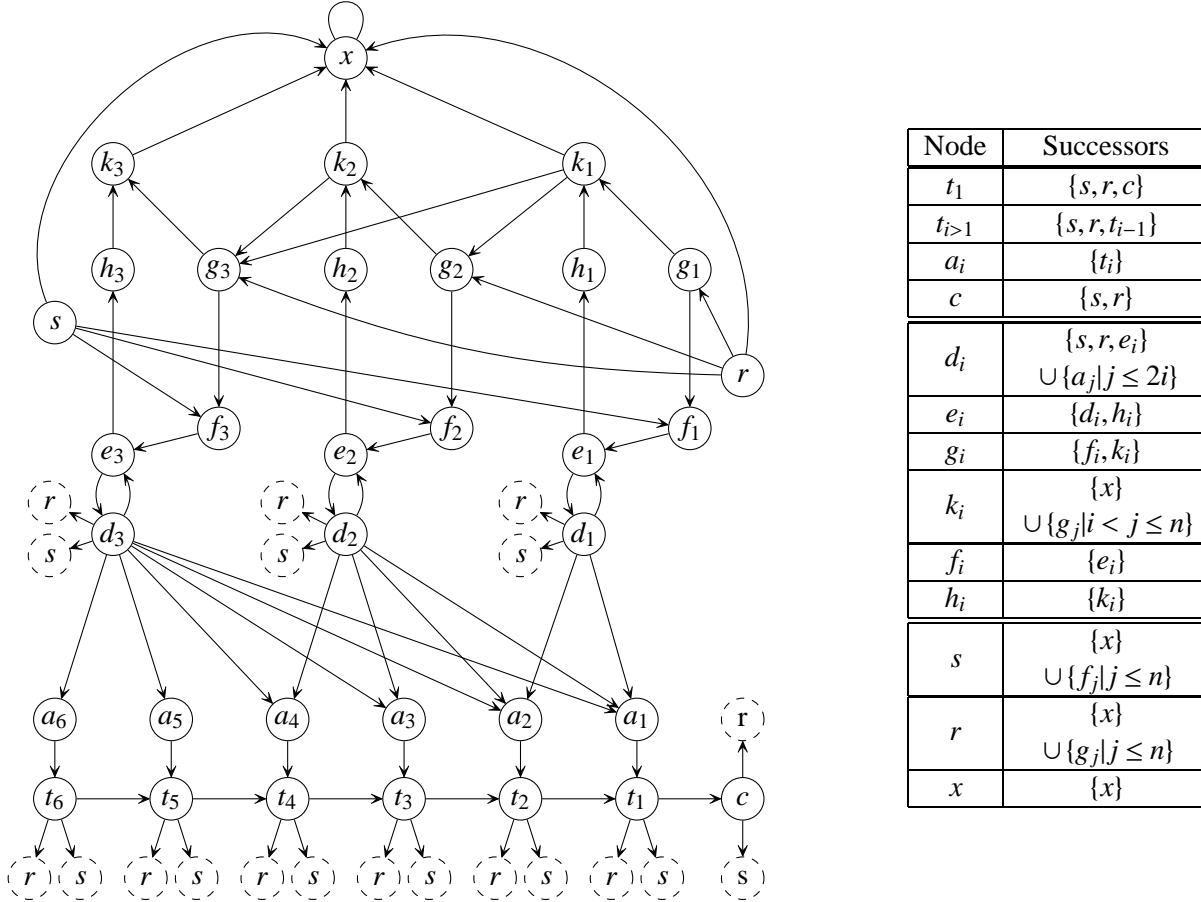 x
k3 k2 k1
h3 g3 h2 g2 h1 g1
s
r
f3 f2 f1
e3 e2 e1
r r r
d3 d2 d1
s s s
a6 a5 a4 a3 a2 a1 r
t6 t5 t4 t3 t2 t1 c
r s r s r s r s r s r s s
Node Successors
t1 {s, r, c}
ti>1 {s, r, ti−1}
ai {ti}
c {s, r}
di {s, r, ei}
∪{aj|j ≤ 2i}
ei {di, hi}
gi {fi, ki}
ki {x}
∪{gj|i < j ≤ n}
fi {ei}
hi {ki}
s {x}
∪{fj|j ≤ n}
r {x}
∪{gj|j ≤ n}
x {x}